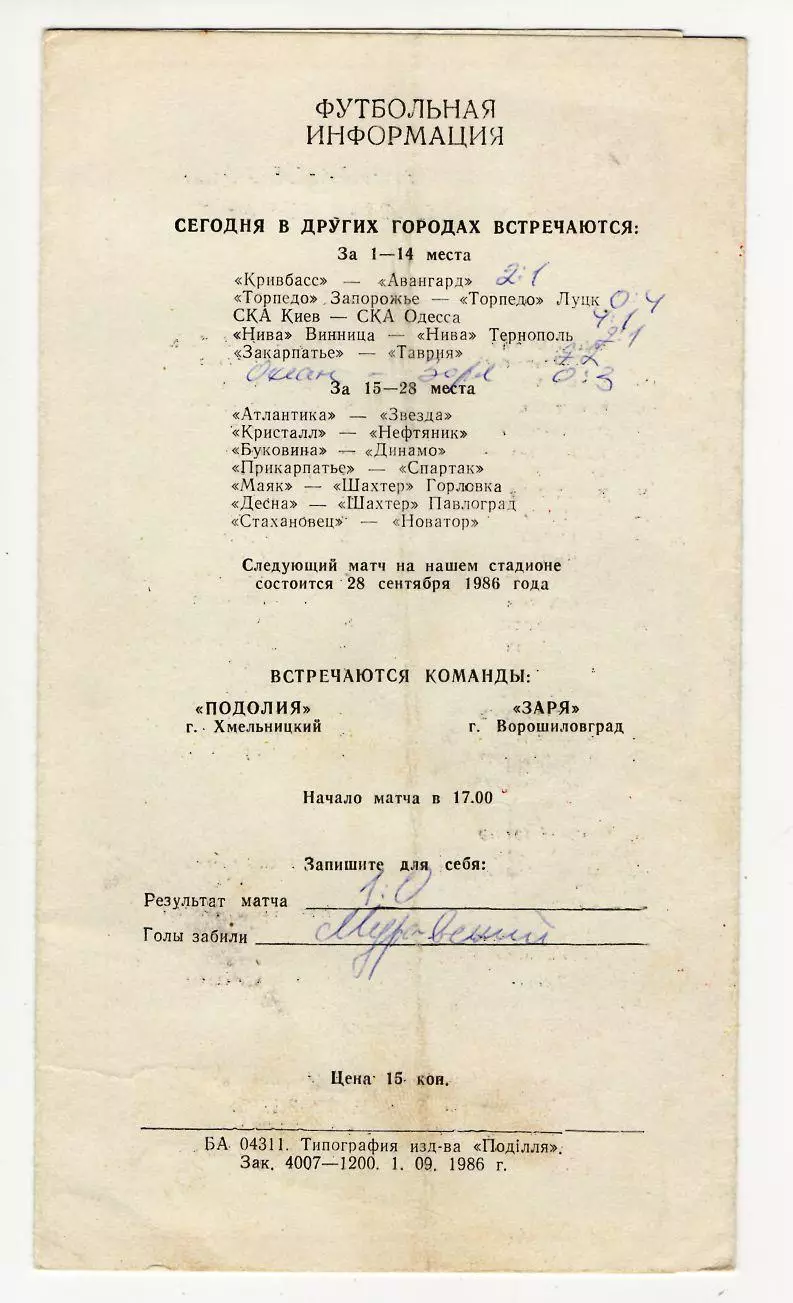 ФУТБОЛЬНАЯ
ИНФОРМАЦИЯ
СЕГОДНЯ В ДРУГИХ ГОРОДАХ ВСТРЕЧАЮТСЯ:
За 1—14 места
«Кривбасс» — «Авангард» 2:1
«Торпедо» Запорожье — «Торпедо» Луцк 0:4
СКА Киев — СКА Одесса 4:1
«Нива» Винница — «Нива» Тернополь 2:1
«Закарпатье» — «Таврия» 2:2
Океан - Заря 0:3
За 15—28 места
«Атлантика» — «Звезда»
«Кристалл» — «Нефтяник»
«Буковина» — «Динамо»
«Прикарпатье» — «Спартак»
«Маяк» — «Шахтер» Горловка
«Десна» — «Шахтер» Павлоград
«Стахановец» — «Новатор»
Следующий матч на нашем стадионе
состоится 28 сентября 1986 года
ВСТРЕЧАЮТСЯ КОМАНДЫ:
«ПОДОЛИЯ» «ЗАРЯ»
г. Хмельницкий г. Ворошиловград
Начало матча в 17.00
Запишите для себя:
Результат матча 1:0
Голы забили
Цена 15 коп.
БА 04311. Типография изд-ва «Поділля».
Зак. 4007—1200. 1. 09. 1986 г.